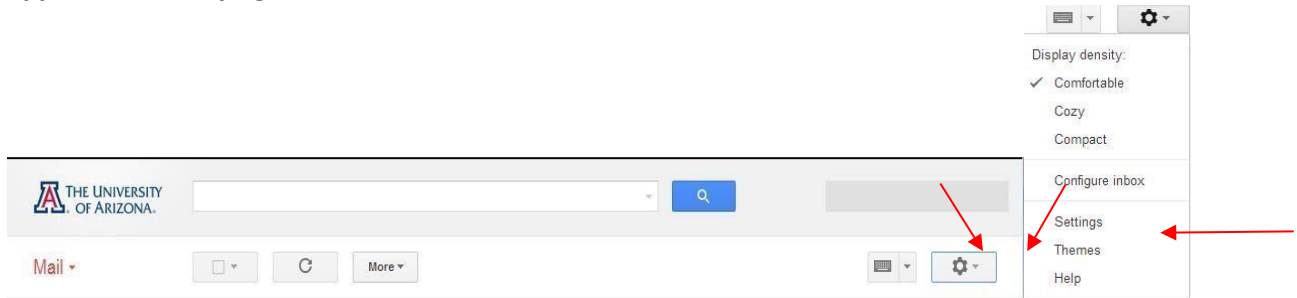 Display density:
Comfortable
Cozy
Compact
Configure inbox
Settings
Themes
Help
THE UNIVERSITY
OF ARIZONA.
Mail
More